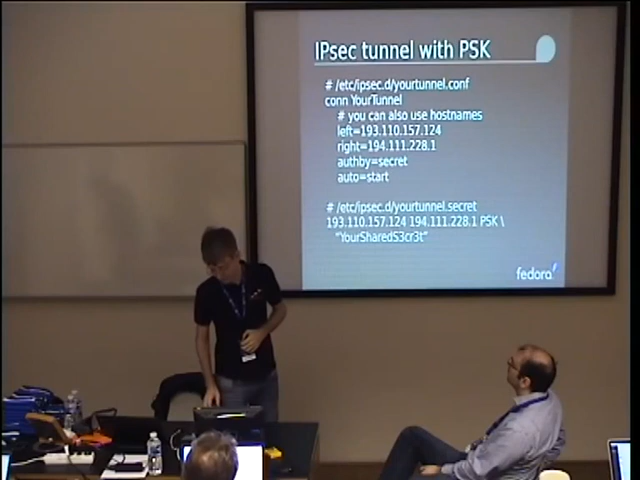 IPsec tunnel with PSK
# /etc/ipsec.d/yourtunnel.conf
conn YourTunnel
# you can also use hostnames
left=193.110.157.124
right=194.111.228.1
authby=secret
auto=start
# /etc/ipsec.d/yourtunnel.secret
193.110.157.124 194.111.228.1 PSK \
"YourSharedS3cr3t"
fedora